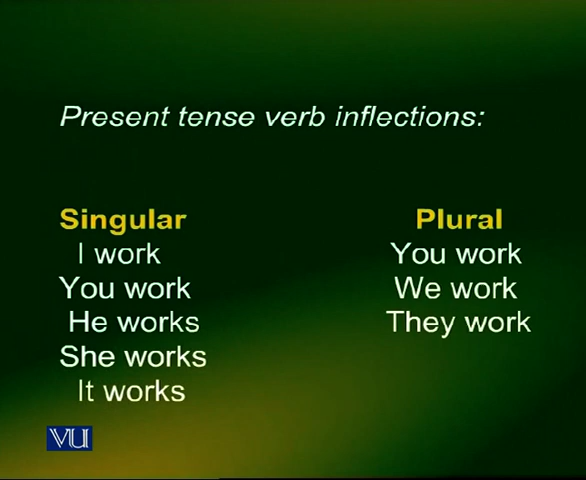 Present tense verb inflections:
Singular
I work
You work
He works
She works
It works
Plural
You work
We work
They work
VU